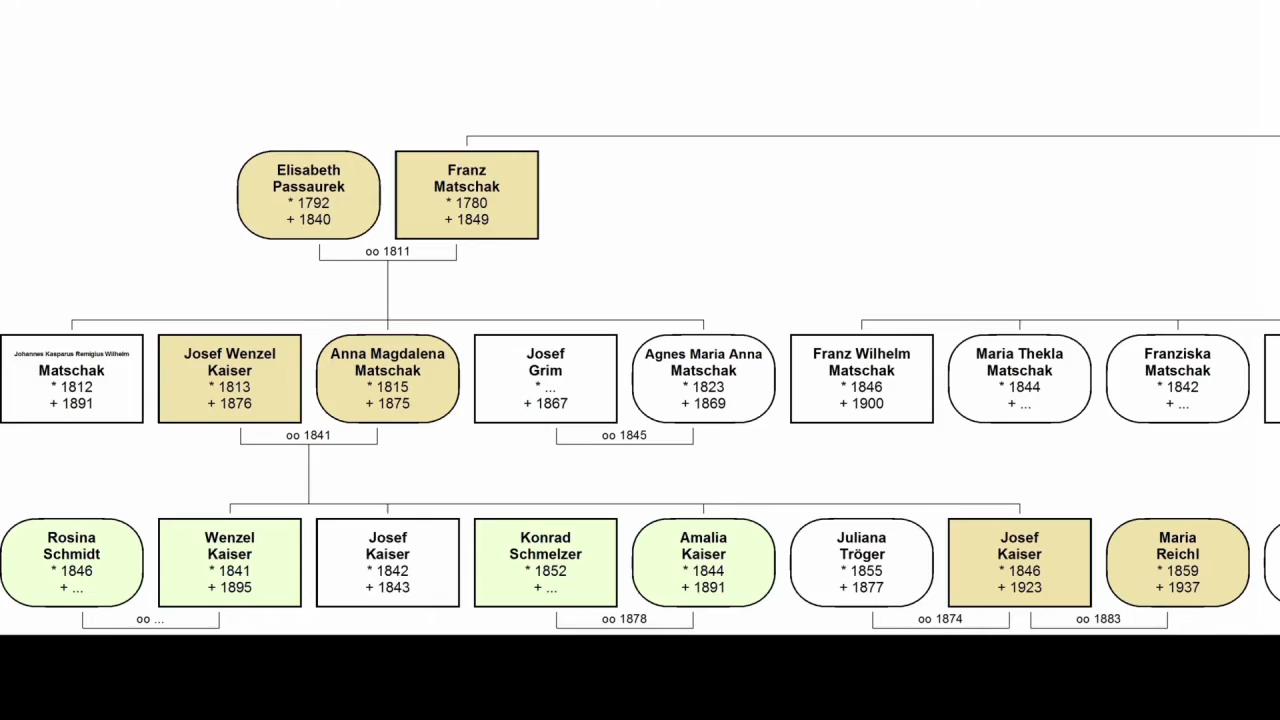 Elisabeth
Passaurek
* 1792
+ 1840
Franz
Matschak
* 1780
+ 1849
oo 1811
Johannes Kasparus Remigius Wilhelm
Matschak
* 1812
+ 1891
Josef Wenzel
Kaiser
* 1813
+ 1876
Anna Magdalena
Matschak
* 1815
+ 1875
Josef
Grim
* ...
+ 1867
Agnes Maria Anna
Matschak
* 1823
+ 1869
Franz Wilhelm
Matschak
* 1846
+ 1900
Maria Thekla
Matschak
* 1844
+ ...
Franziska
Matschak
* 1842
+ ...
oo 1841
oo 1845
Rosina
Schmidt
* 1846
+ ...
Wenzel
Kaiser
* 1841
+ 1895
Josef
Kaiser
* 1842
+ 1843
Konrad
Schmelzer
* 1852
+ ...
Amalia
Kaiser
* 1844
+ 1891
Juliana
Tröger
* 1855
+ 1877
Josef
Kaiser
* 1846
+ 1923
Maria
Reichl
* 1859
+ 1937
oo ...
oo 1878
oo 1874
oo 1883